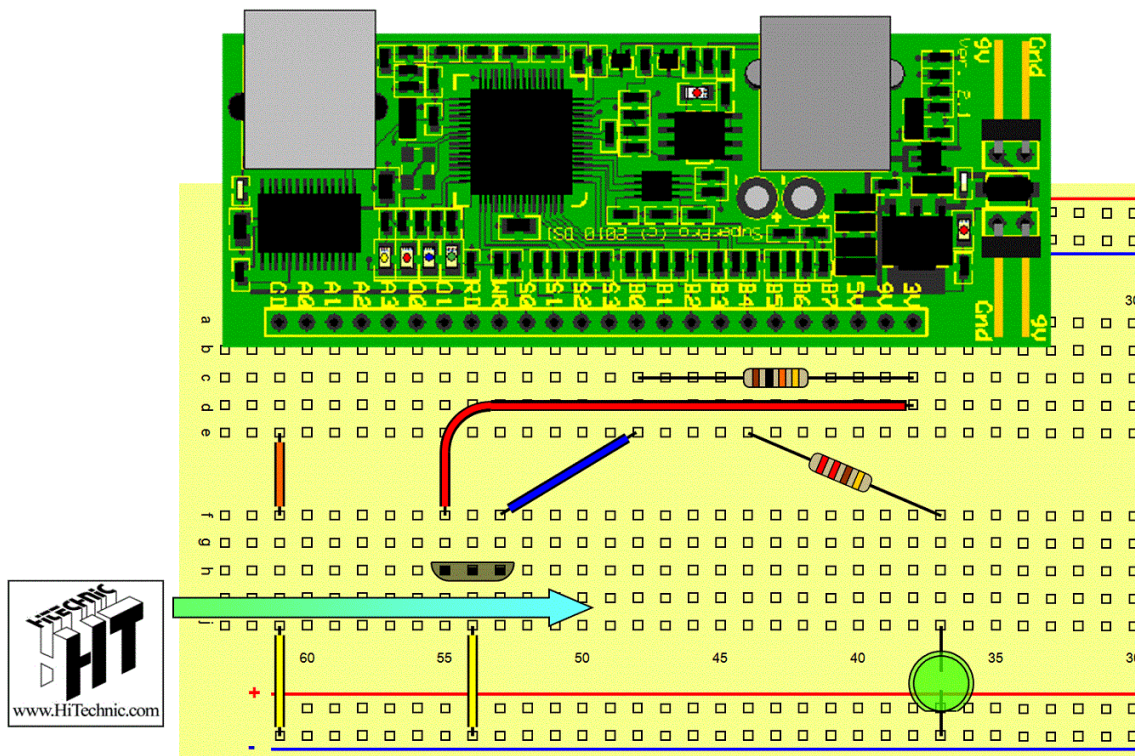 9V Gnd
Ver. 2.1
- -
+ +
SuperPro (c) 2010 DSI
GD A0 A1 A2 A3 O0 O1 RD WR S0 S1 S2 S3 B0 B1 B2 B3 B4 B5 B6 B7 5V 9V 3V
Gnd 9V
30
a
b
c
d
e
f
g
h
j
60 55 50 45 40 35 30
+
-
HiTECHNiC
HT
www.HiTechnic.com